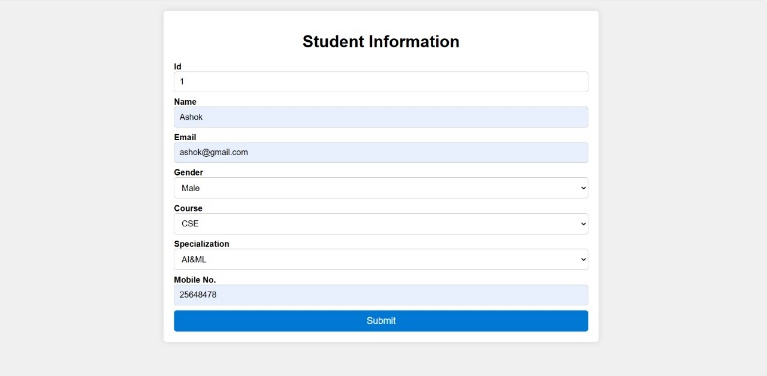 Student Information
Id
1
Name
Ashok
Email
ashok@gmail.com
Gender
Male
Course
CSE
Specialization
AI&ML
Mobile No.
25648478
Submit